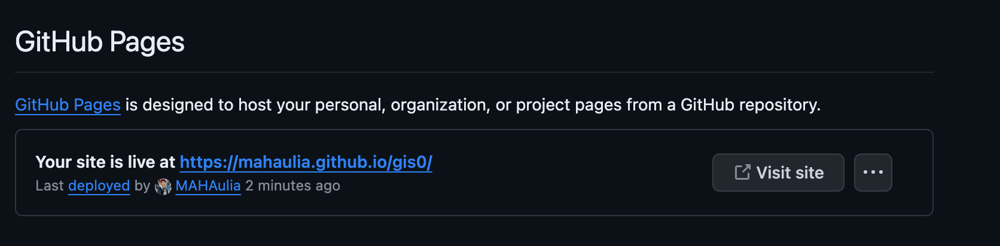 GitHub Pages
GitHub Pages is designed to host your personal, organization, or project pages from a GitHub repository.
Your site is live at https://mahaulia.github.io/gis0/
Last deployed by MAHAulia 2 minutes ago
Visit site